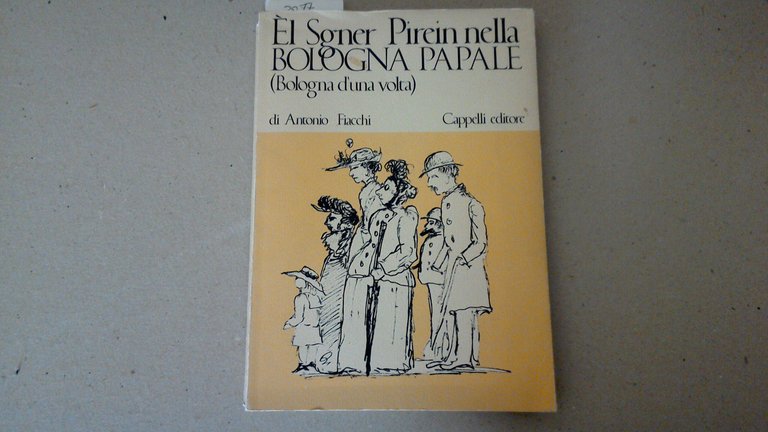 Èl Sgner Pirein nella
BOLOGNA PAPALE
(Bologna d'una volta)
di Antonio Fiacchi Cappelli editore